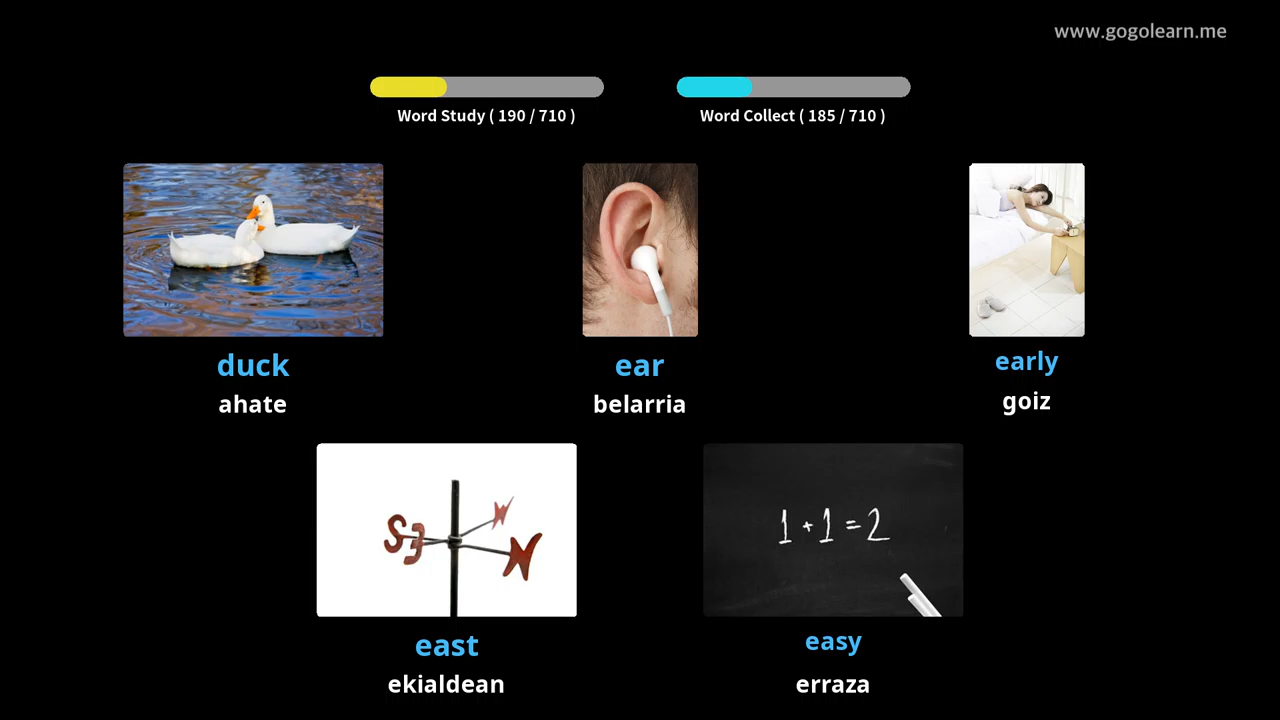 www.gogolearn.me
Word Study ( 190 / 710 )
Word Collect ( 185 / 710 )
duck
ahate
ear
belarria
early
goiz
S E W N
east
ekialdean
1 + 1 = 2
easy
erraza